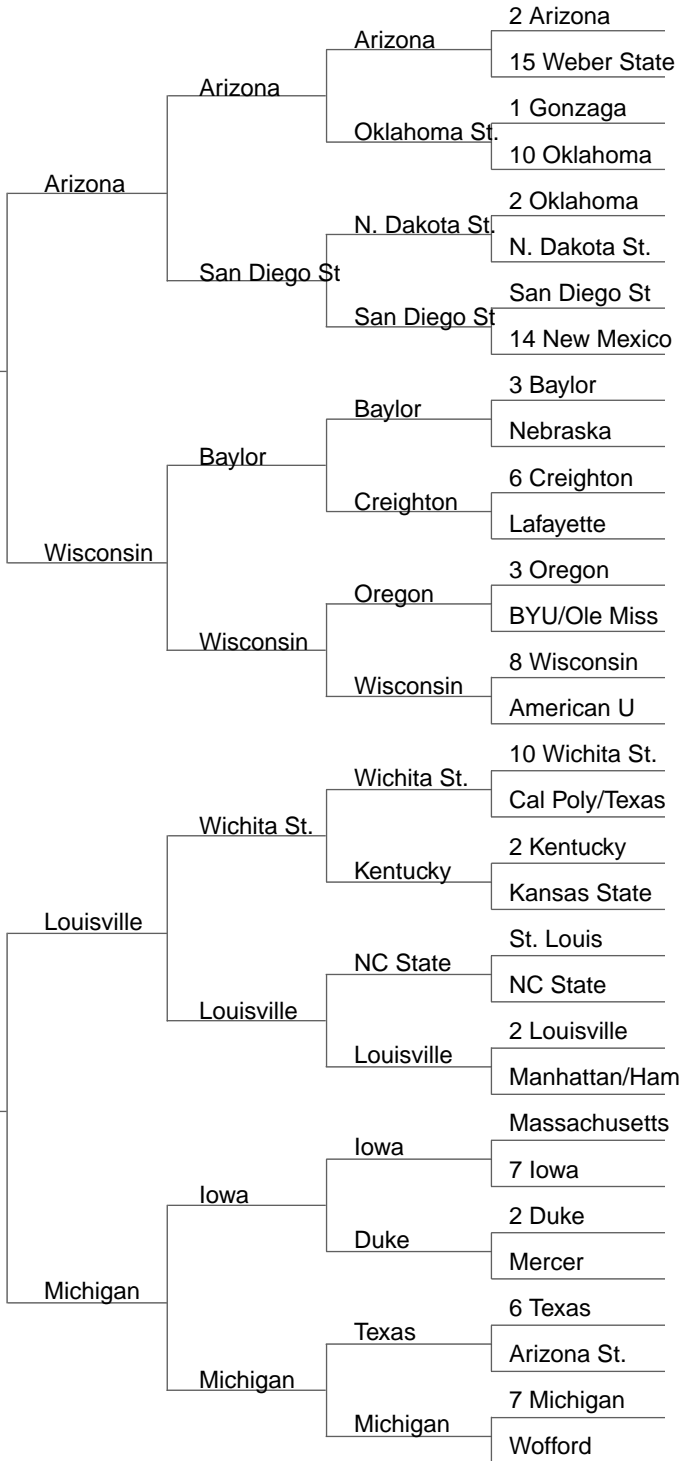 2 Arizona
Arizona
15 Weber State
Arizona
1 Gonzaga
Oklahoma St.
10 Oklahoma
Arizona
2 Oklahoma
N. Dakota St.
N. Dakota St.
San Diego St
San Diego St
San Diego St
14 New Mexico
3 Baylor
Baylor
Nebraska
Baylor
6 Creighton
Creighton
Lafayette
Wisconsin
3 Oregon
Oregon
BYU/Ole Miss
Wisconsin
8 Wisconsin
Wisconsin
American U
10 Wichita St.
Wichita St.
Cal Poly/Texas
Wichita St.
2 Kentucky
Kentucky
Kansas State
Louisville
St. Louis
NC State
NC State
Louisville
2 Louisville
Louisville
Manhattan/Ham
Massachusetts
Iowa
7 Iowa
Iowa
2 Duke
Duke
Mercer
Michigan
6 Texas
Texas
Arizona St.
Michigan
7 Michigan
Michigan
Wofford